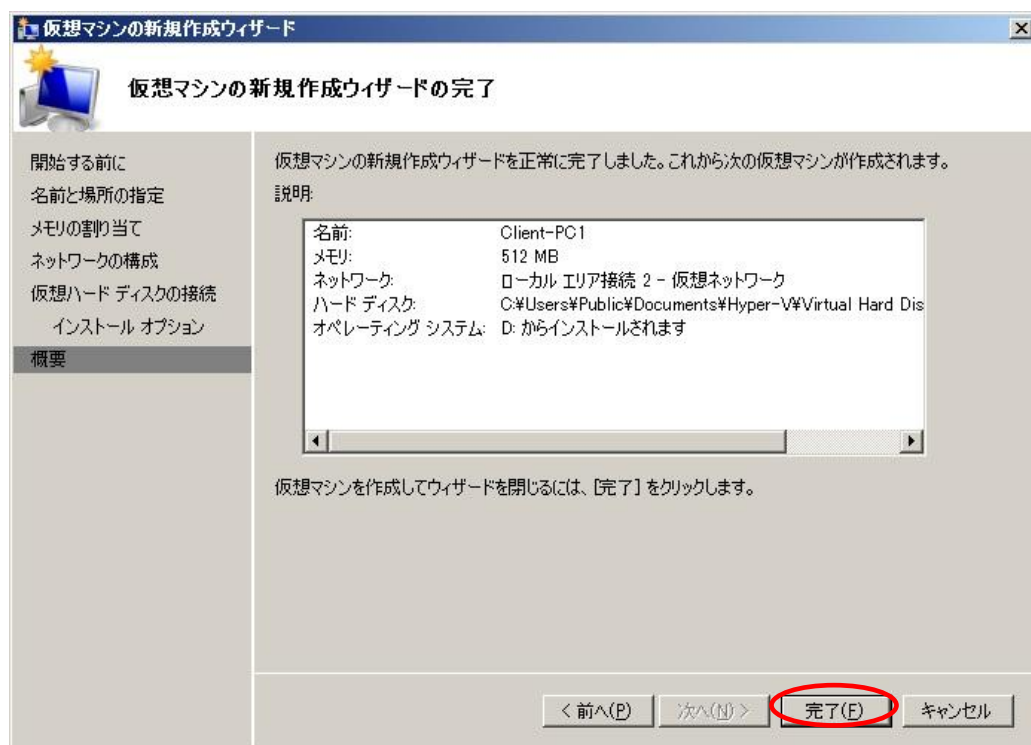 仮想マシンの新規作成ウィザード
仮想マシンの新規作成ウィザードの完了
開始する前に
名前と場所の指定
メモリの割り当て
ネットワークの構成
仮想ハード ディスクの接続
インストール オプション
概要
仮想マシンの新規作成ウィザードを正常に完了しました。これから次の仮想マシンが作成されます。
説明:
名前: Client-PC1
メモリ: 512 MB
ネットワーク: ローカル エリア接続 2 - 仮想ネットワーク
ハード ディスク: C:¥Users¥Public¥Documents¥Hyper-V¥Virtual Hard Dis
オペレーティング システム: D: からインストールされます
仮想マシンを作成してウィザードを閉じるには、[完了] をクリックします。
< 前へ(P) 次へ(N) > 完了(F) キャンセル